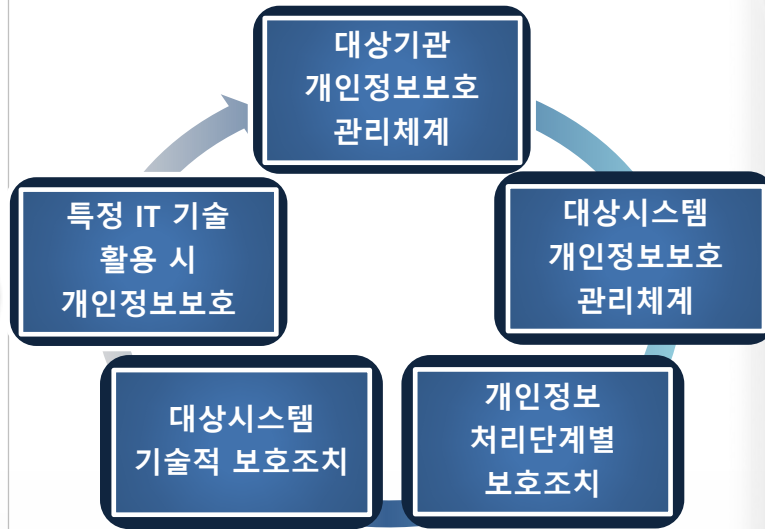 대상기관
개인정보보호
관리체계
대상시스템
개인정보보호
관리체계
개인정보
처리단계별
보호조치
대상시스템
기술적 보호조치
특정 IT 기술
활용 시
개인정보보호